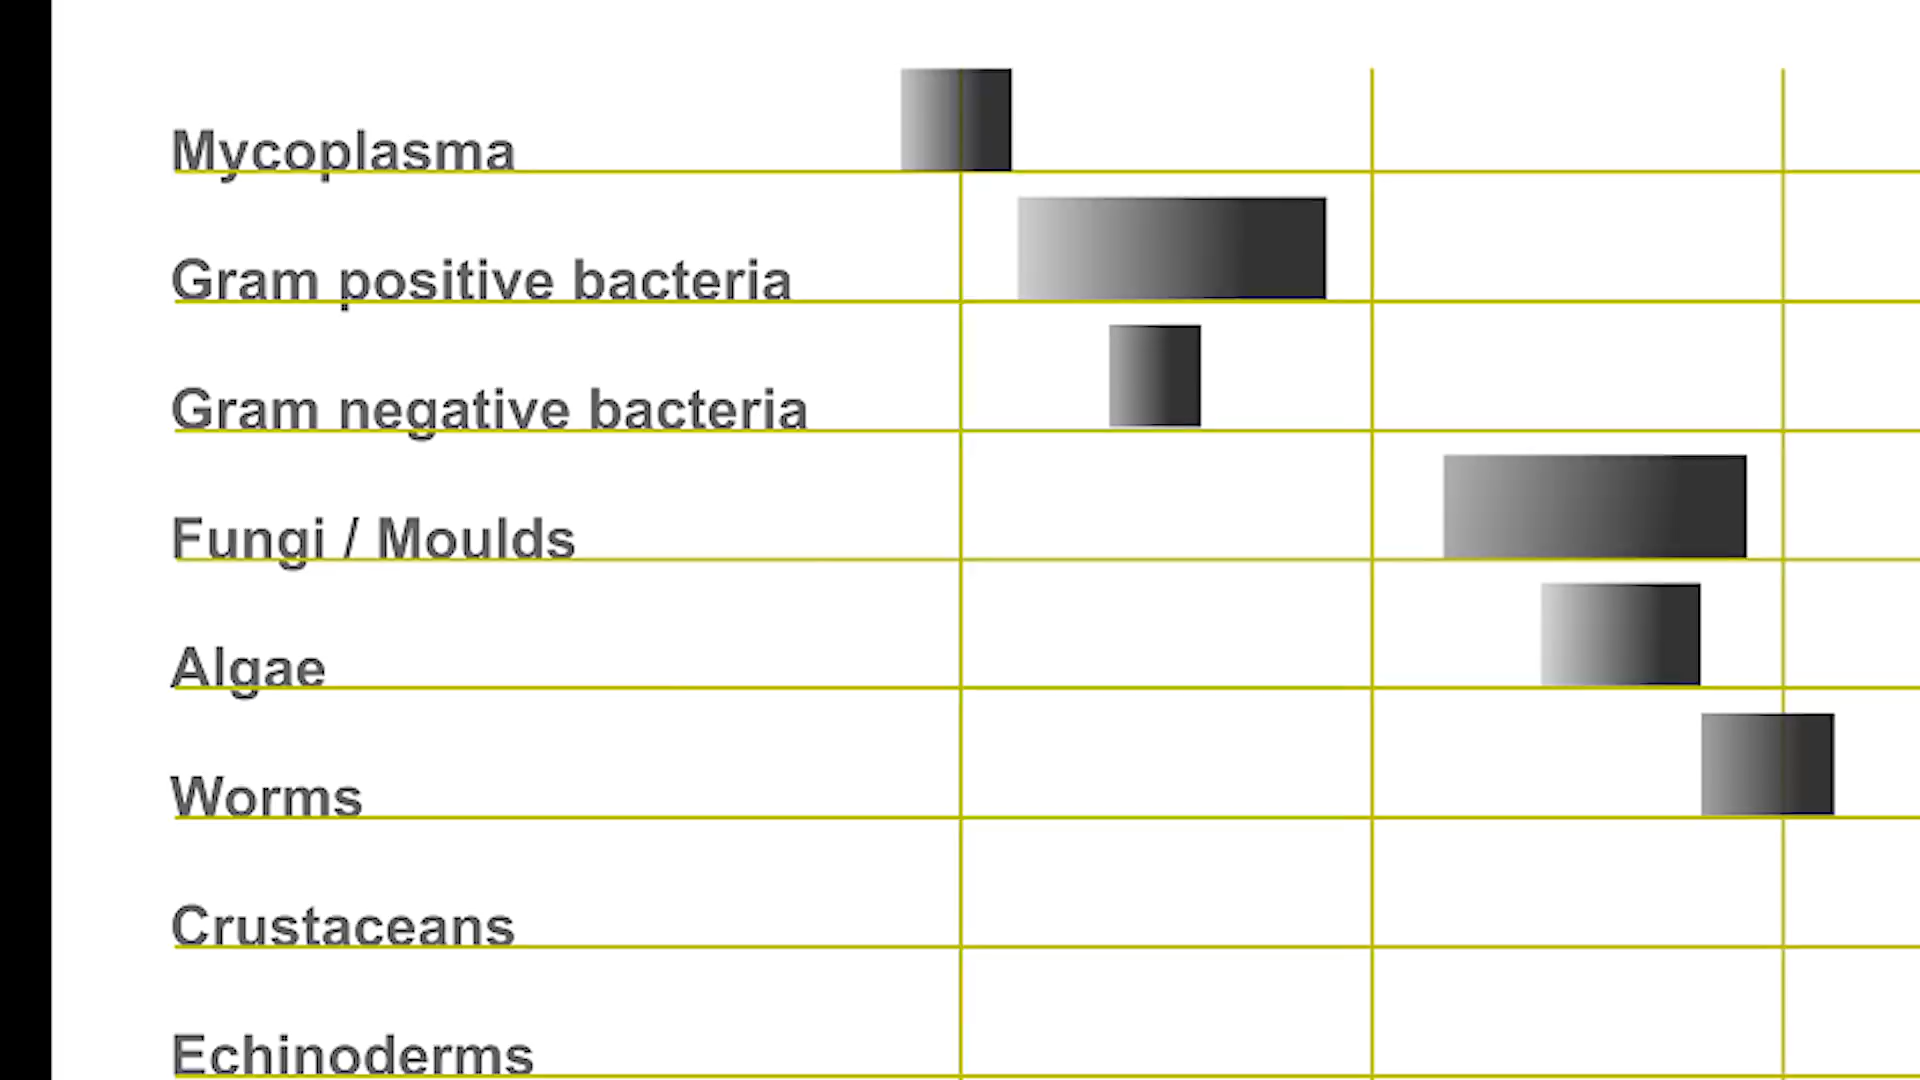 Mycoplasma
Gram positive bacteria
Gram negative bacteria
Fungi / Moulds
Algae
Worms
Crustaceans
Echinoderms